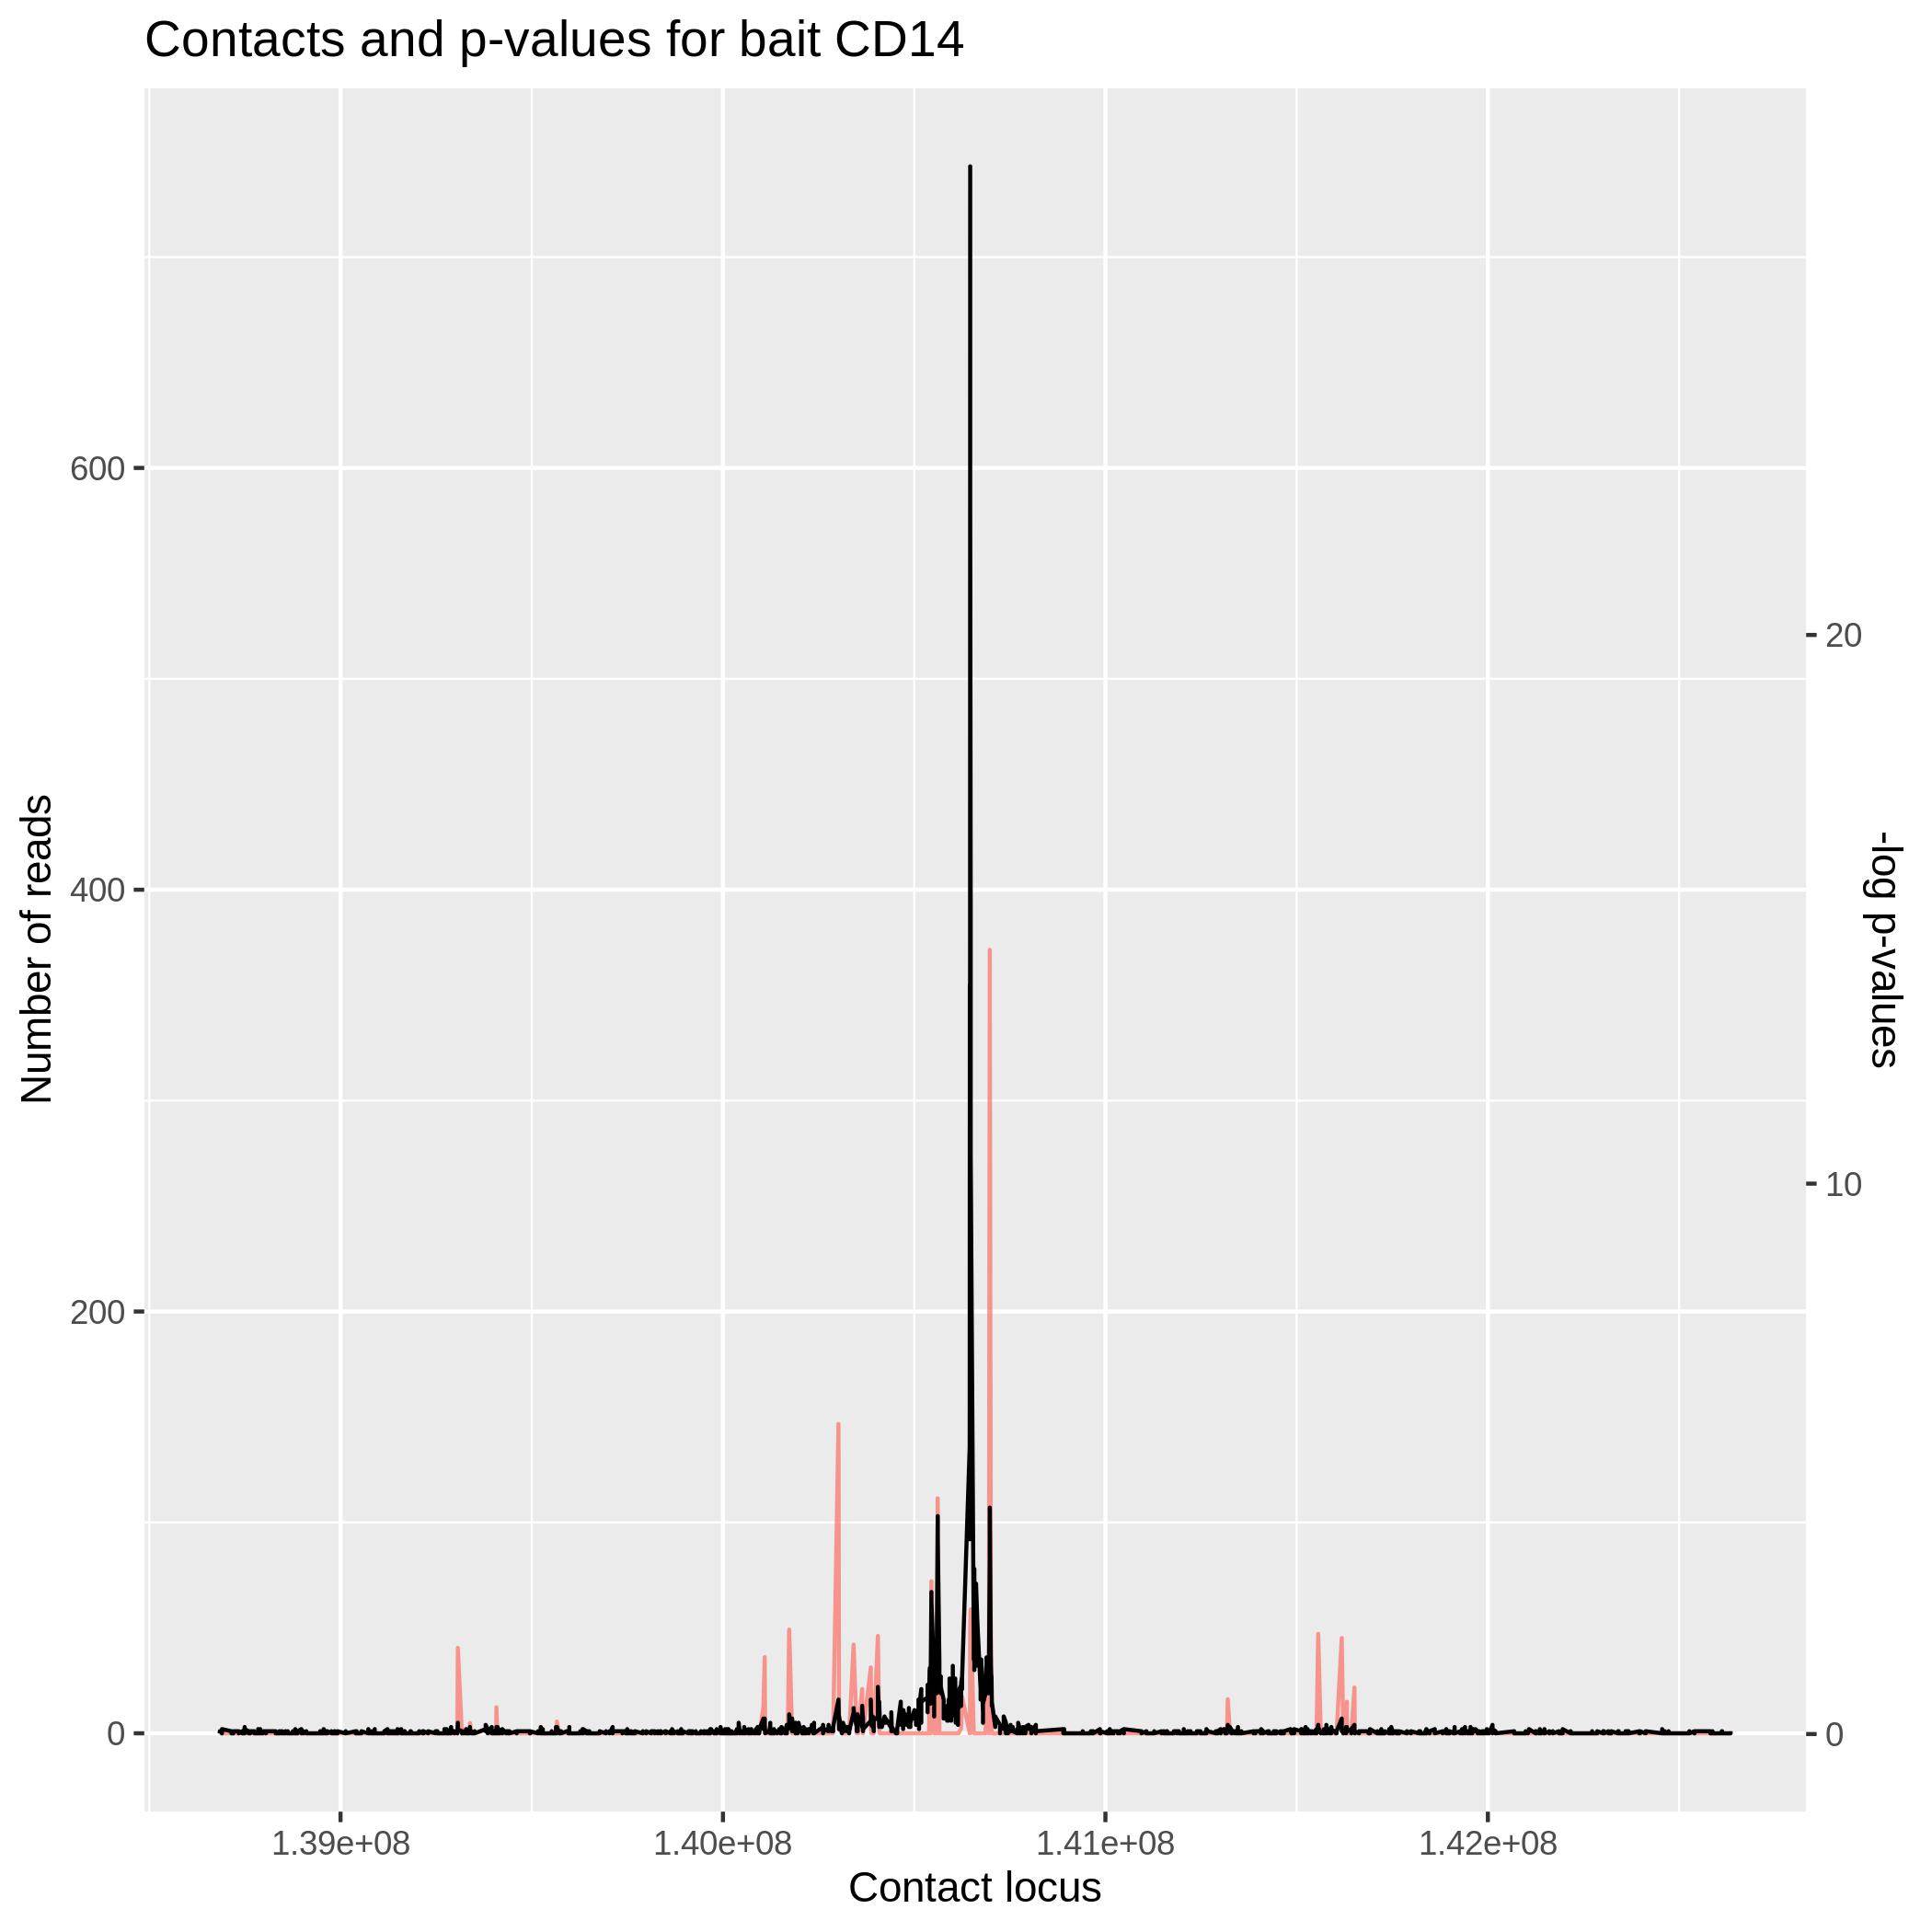 Contacts and p-values for bait CD14
Number of reads
600
400
200
0
20
10
0
-log p-values
1.39e+08
1.40e+08
1.41e+08
1.42e+08
Contact locus